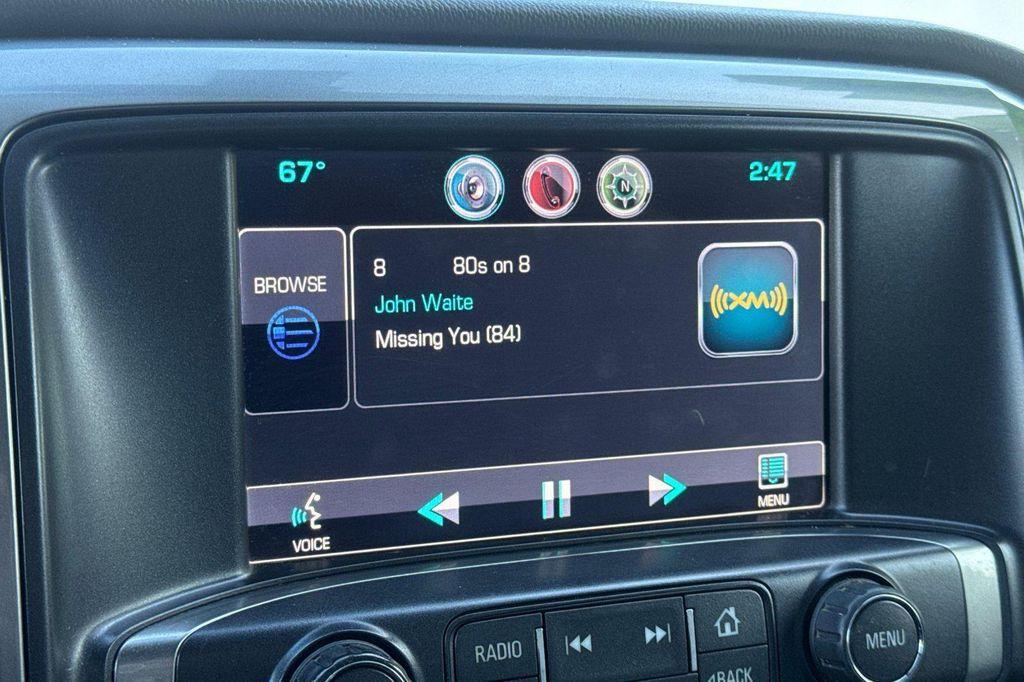 67° N 2:47
BROWSE
8 80s on 8
John Waite
Missing You (84)
((XM))
VOICE
MENU
RADIO
MENU
BACK